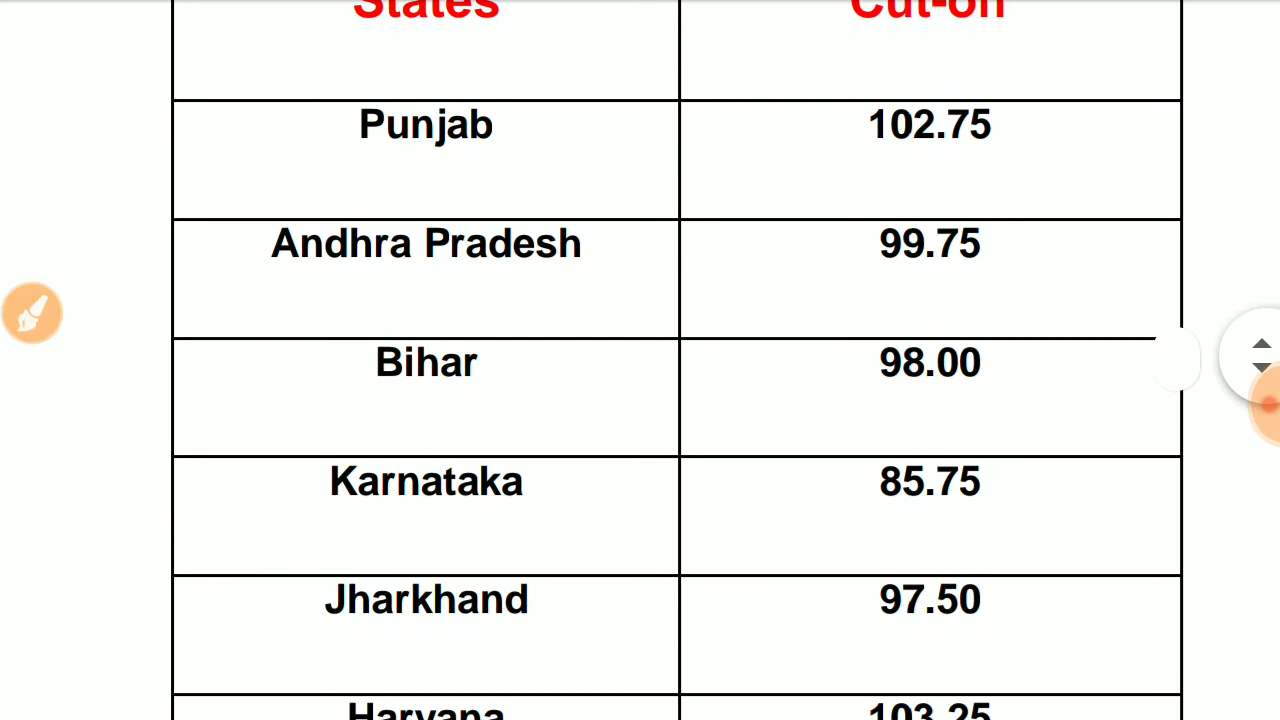 States Cut-off
Punjab 102.75
Andhra Pradesh 99.75
Bihar 98.00
Karnataka 85.75
Jharkhand 97.50
Haryana 103.25